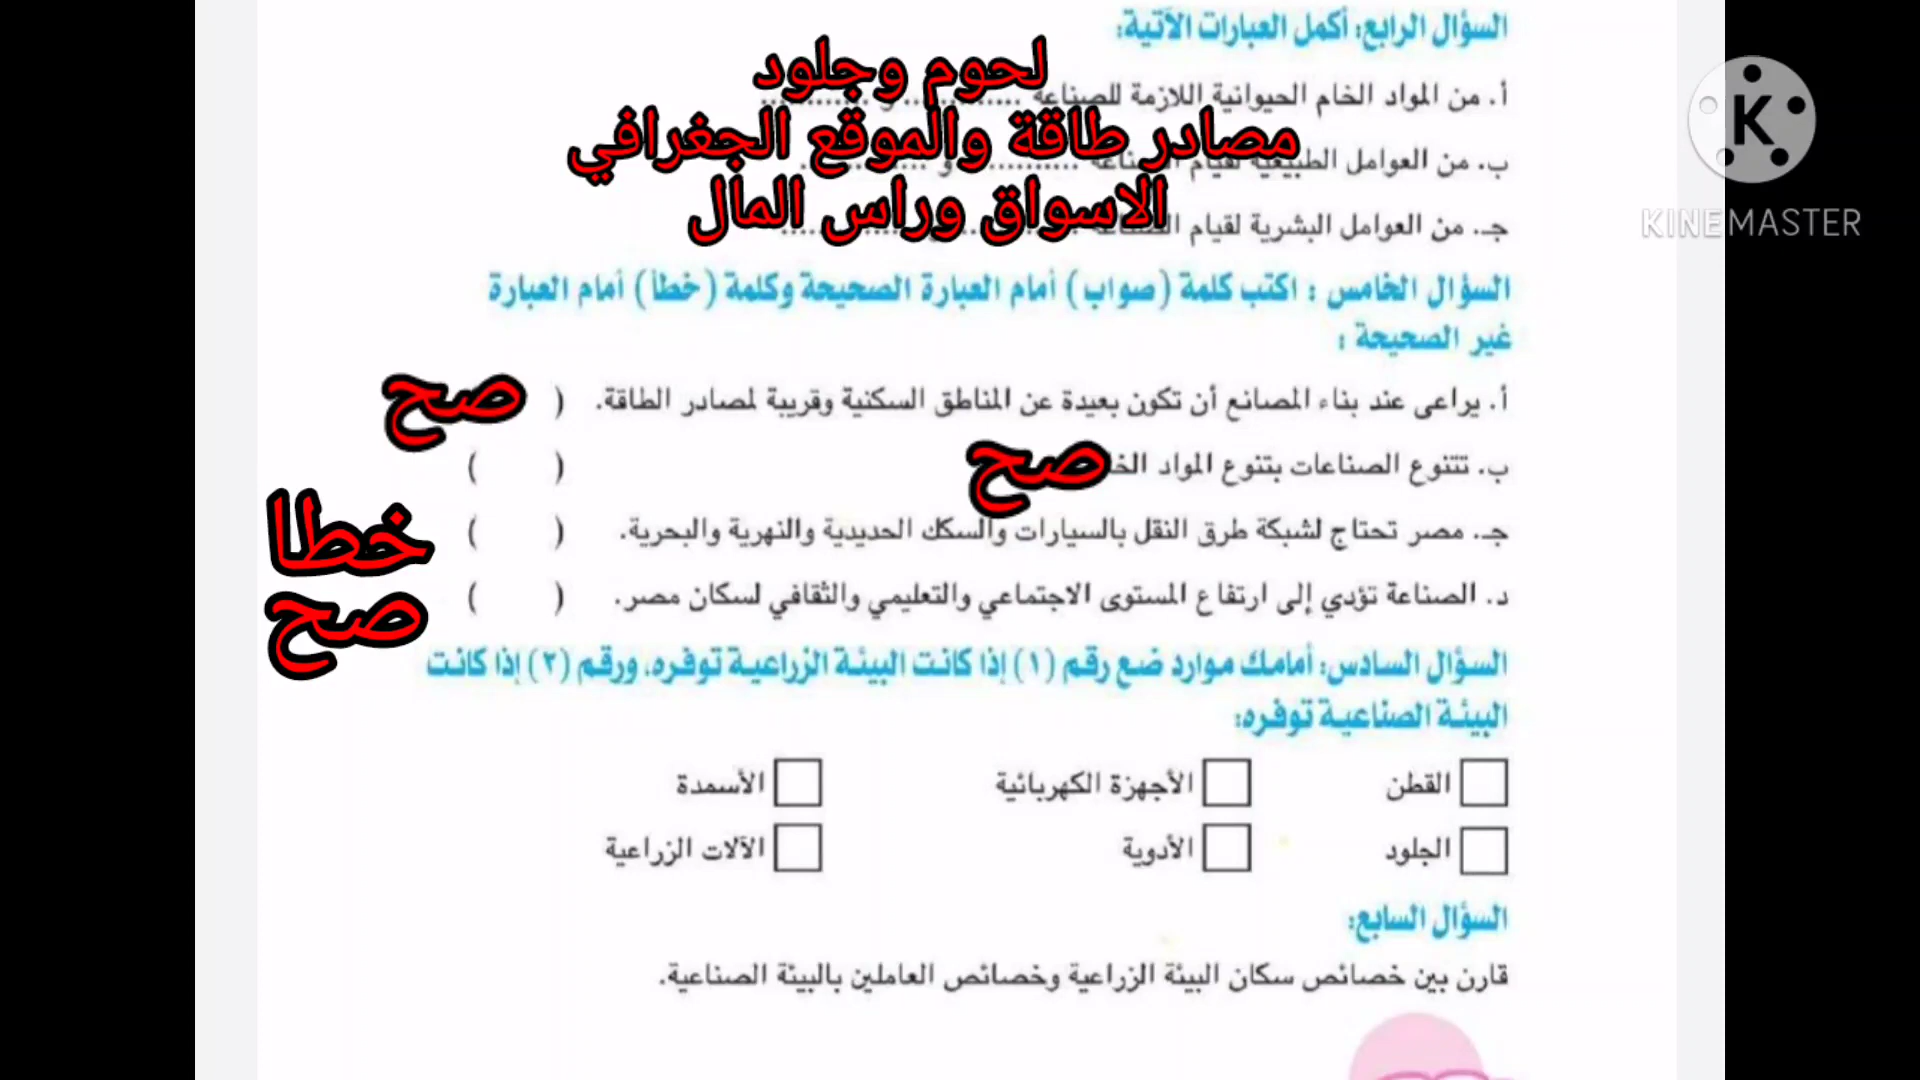 السؤال الرابع: أكمل العبارات الآتية:
لحوم وجلود
أ. من المواد الخام الحيوانية اللازمة للصناعة ............ و ............
مصادر طاقة والموقع الجغرافي
ب. من العوامل الطبيعية لقيام الصناعة ............ و ............
الاسواق وراس المال
جـ. من العوامل البشرية لقيام الصناعة ............ و ............
السؤال الخامس : اكتب كلمة (صواب) أمام العبارة الصحيحة وكلمة (خطأ) أمام العبارة
غير الصحيحة :
أ. يراعى عند بناء المصانع أن تكون بعيدة عن المناطق السكنية وقريبة لمصادر الطاقة. ( صح
ب. تتنوع الصناعات بتنوع المواد صح ( )
جـ. مصر تحتاج لشبكة طرق النقل بالسيارات والسكك الحديدية والنهرية والبحرية. ( ) خطا
د. الصناعة تؤدي إلى ارتفاع المستوى الاجتماعي والتعليمي والثقافي لسكان مصر. ( ) صح
السؤال السادس: أمامك موارد ضع رقم (١) إذا كانت البيئة الزراعية توفره، ورقم (٢) إذا كانت
البيئة الصناعية توفره:
القطن الأجهزة الكهربائية الأسمدة
الجلود الأدوية الآلات الزراعية
السؤال السابع:
قارن بين خصائص سكان البيئة الزراعية وخصائص العاملين بالبيئة الصناعية.
K
KINEMASTER